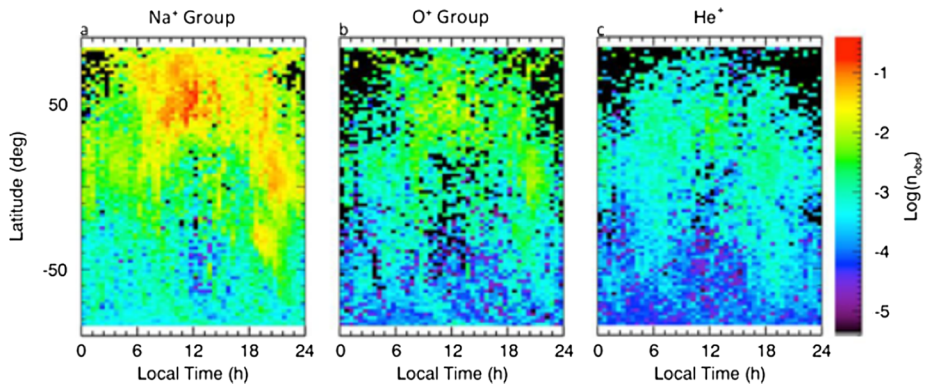 Na⁺ Group
O⁺ Group
He⁺
a
b
c
50
-50
Latitude (deg)
0 6 12 18 24
0 6 12 18 24
0 6 12 18 24
Local Time (h)
Local Time (h)
Local Time (h)
-1
-2
-3
-4
-5
Log(n_obs)